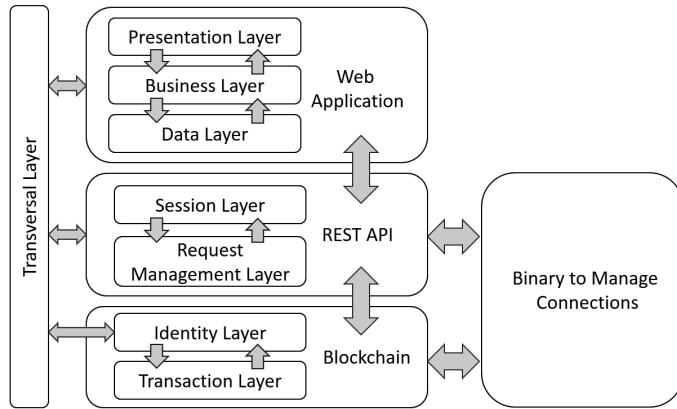 Transversal Layer
Presentation Layer
Business Layer
Data Layer
Web
Application
Session Layer
Request
Management Layer
REST API
Identity Layer
Transaction Layer
Blockchain
Binary to Manage
Connections